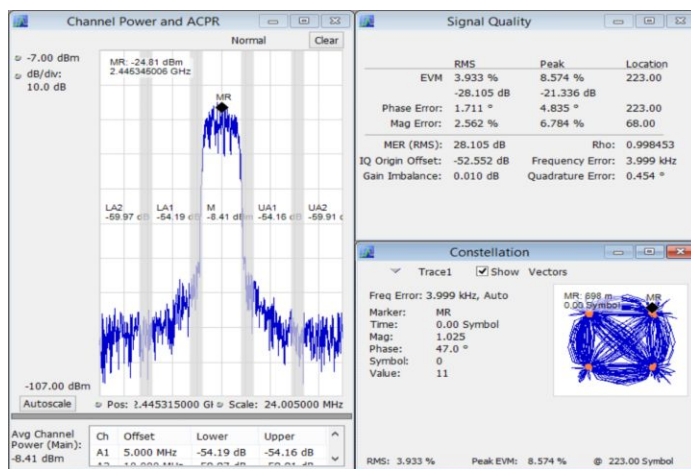 Channel Power and ACPR
Normal
Clear
-7.00 dBm
dB/div:
10.0 dB
MR: -24.81 dBm
2.446345006 GHz
MR
LA2 LA1 M UA1 UA2
-59.97 dB -54.19 dB -8.41 dBm -54.16 dB -59.91 d
-107.00 dBm
Autoscale
Pos: 2.445315000 GH Scale: 24.005000 MHz
Avg Channel
Power (Main):
-8.41 dBm
Ch Offset Lower Upper
A1 5.000 MHz -54.19 dB -54.16 dB
Signal Quality
RMS Peak Location
EVM 3.933 % 8.574 % 223.00
-28.105 dB -21.336 dB
Phase Error: 1.711 ° 4.835 ° 223.00
Mag Error: 2.562 % 6.784 % 68.00
MER (RMS): 28.105 dB Rho: 0.998453
IQ Origin Offset: -52.552 dB Frequency Error: 3.999 kHz
Gain Imbalance: 0.010 dB Quadrature Error: 0.454 °
Constellation
Trace1 Show Vectors
Freq Error: 3.999 kHz, Auto
Marker: MR
Time: 0.00 Symbol
Mag: 1.025
Phase: 47.0 °
Symbol: 0
Value: 11
MR: 698 m
0.00 Symbol
MR
RMS: 3.933 % Peak EVM: 8.574 % @ 223.00 Symbol